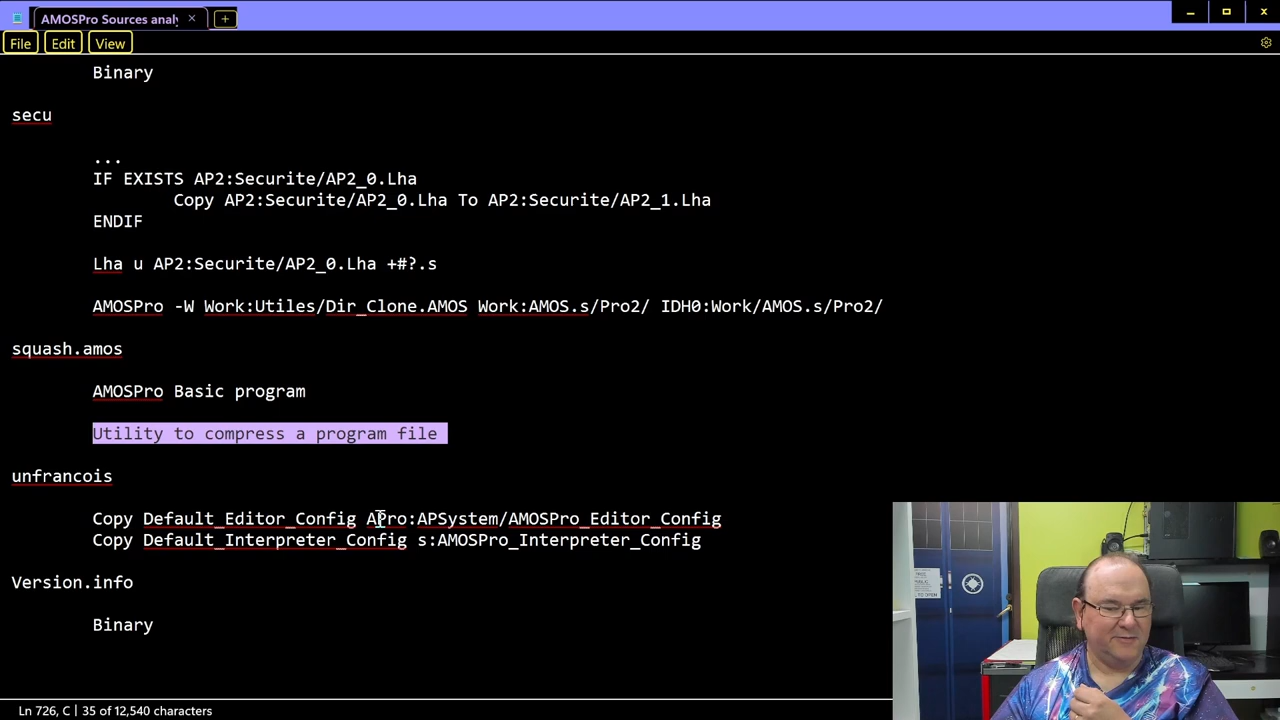 AMOSPro Sources analy
File
Edit
View
Binary
secu
...
IF EXISTS AP2:Securite/AP2_0.Lha
Copy AP2:Securite/AP2_0.Lha To AP2:Securite/AP2_1.Lha
ENDIF
Lha u AP2:Securite/AP2_0.Lha +#?.s
AMOSPro -W Work:Utiles/Dir_Clone.AMOS Work:AMOS.s/Pro2/ IDH0:Work/AMOS.s/Pro2/
squash.amos
AMOSPro Basic program
Utility to compress a program file
unfrancois
Copy Default_Editor_Config APro:APSystem/AMOSPro_Editor_Config
Copy Default_Interpreter_Config s:AMOSPro_Interpreter_Config
Version.info
Binary
Ln 726, C
35 of 12,540 characters